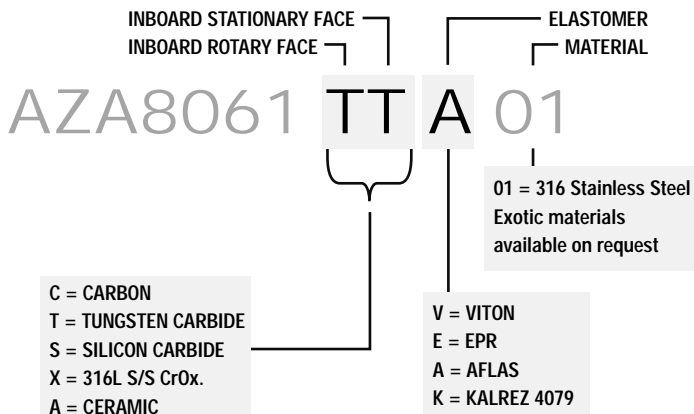 INBOARD STATIONARY FACE
INBOARD ROTARY FACE
ELASTOMER
MATERIAL
AZA8061 TT A 01
01 = 316 Stainless Steel
Exotic materials
available on request
C = CARBON
T = TUNGSTEN CARBIDE
S = SILICON CARBIDE
X = 316L S/S CrOx.
A = CERAMIC
V = VITON
E = EPR
A = AFLAS
K = KALREZ 4079